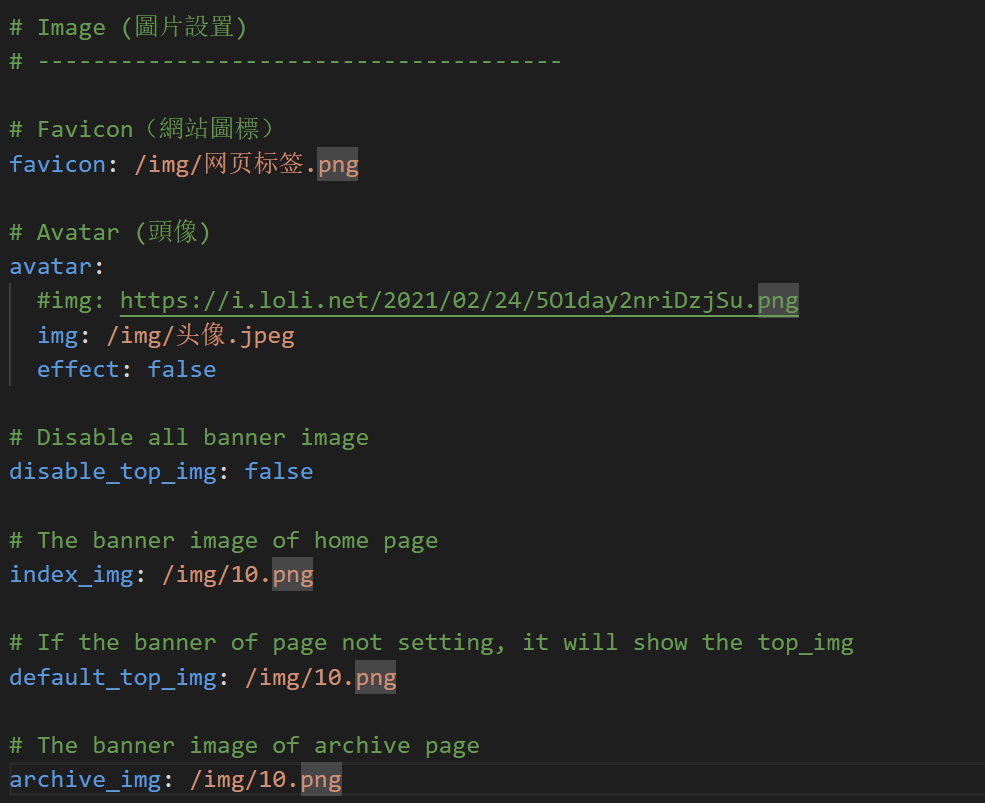 # Image (圖片設置)
# --------------------------------------
# Favicon（網站圖標）
favicon: /img/网页标签.png
# Avatar (頭像)
avatar:
#img: https://i.loli.net/2021/02/24/5O1day2nriDzjSu.png
img: /img/头像.jpeg
effect: false
# Disable all banner image
disable_top_img: false
# The banner image of home page
index_img: /img/10.png
# If the banner of page not setting, it will show the top_img
default_top_img: /img/10.png
# The banner image of archive page
archive_img: /img/10.png